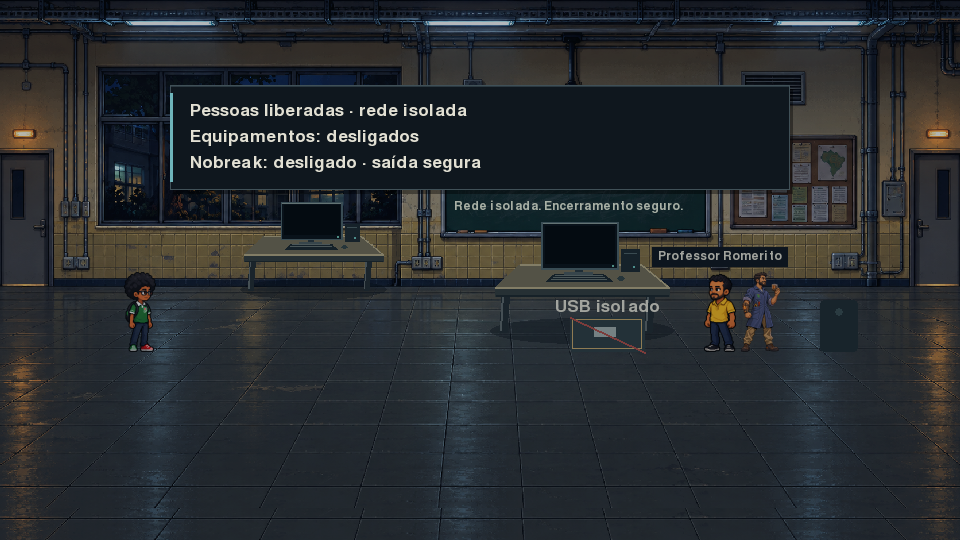 Pessoas liberadas · rede isolada
Equipamentos: desligados
Nobreak: desligado · saída segura
Rede isolada. Encerramento seguro.
Professor Romerito
USB isolado